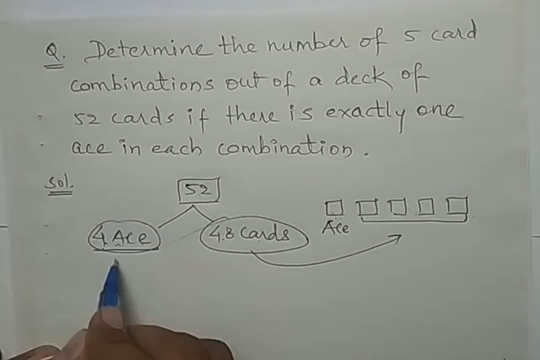 Q. Determine the number of 5 card
combinations out of a deck of
52 cards if there is exactly one
ace in each combination.
Sol.
52
4 Ace 48 cards
Ace